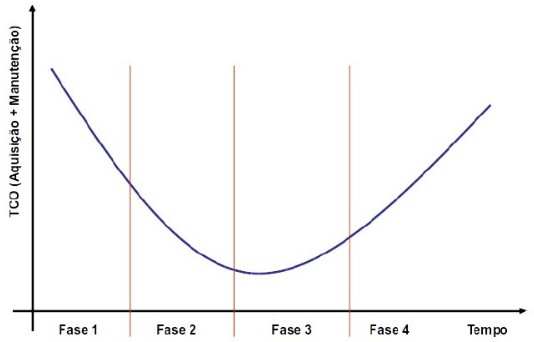 TCO (Aquisição + Manutenção)
Fase 1
Fase 2
Fase 3
Fase 4
Tempo